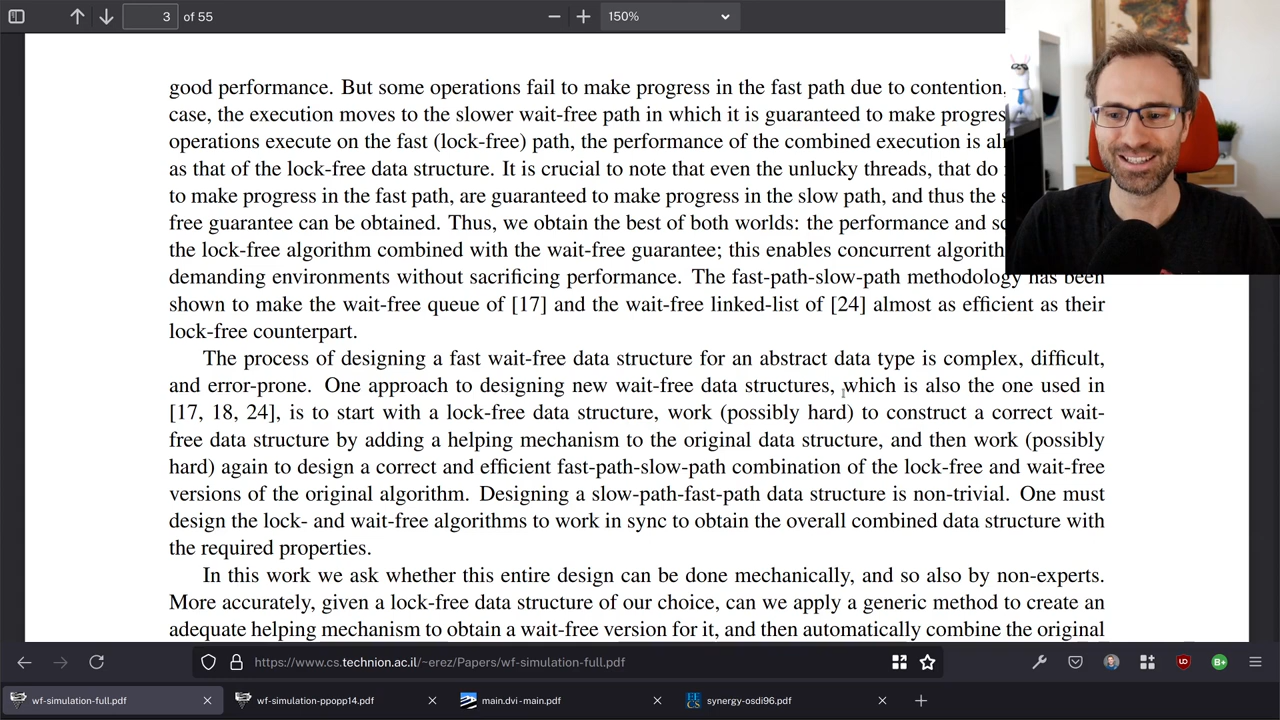 3 of 55
150%
good performance. But some operations fail to make progress in the fast path due to contention,
case, the execution moves to the slower wait-free path in which it is guaranteed to make progres
operations execute on the fast (lock-free) path, the performance of the combined execution is al
as that of the lock-free data structure. It is crucial to note that even the unlucky threads, that do
to make progress in the fast path, are guaranteed to make progress in the slow path, and thus the s
free guarantee can be obtained. Thus, we obtain the best of both worlds: the performance and sc
the lock-free algorithm combined with the wait-free guarantee; this enables concurrent algorith
demanding environments without sacrificing performance. The fast-path-slow-path methodology has been
shown to make the wait-free queue of [17] and the wait-free linked-list of [24] almost as efficient as their
lock-free counterpart.
The process of designing a fast wait-free data structure for an abstract data type is complex, difficult,
and error-prone. One approach to designing new wait-free data structures, which is also the one used in
[17, 18, 24], is to start with a lock-free data structure, work (possibly hard) to construct a correct wait-
free data structure by adding a helping mechanism to the original data structure, and then work (possibly
hard) again to design a correct and efficient fast-path-slow-path combination of the lock-free and wait-free
versions of the original algorithm. Designing a slow-path-fast-path data structure is non-trivial. One must
design the lock- and wait-free algorithms to work in sync to obtain the overall combined data structure with
the required properties.
In this work we ask whether this entire design can be done mechanically, and so also by non-experts.
More accurately, given a lock-free data structure of our choice, can we apply a generic method to create an
adequate helping mechanism to obtain a wait-free version for it, and then automatically combine the original
https://www.cs.technion.ac.il/~erez/Papers/wf-simulation-full.pdf
wf-simulation-full.pdf
wf-simulation-ppopp14.pdf
main.dvi - main.pdf
synergy-osdi96.pdf